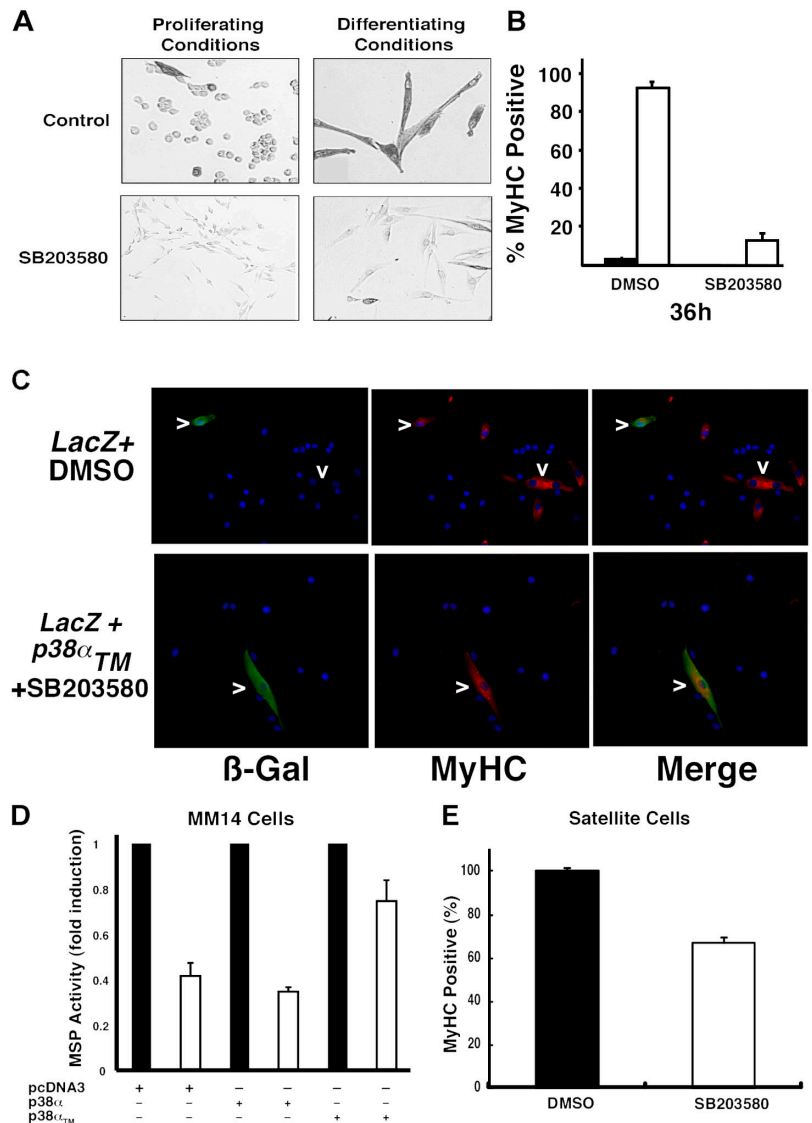 A
Proliferating
Conditions
Differentiating
Conditions
Control
SB203580
B
% MyHC Positive
100
80
60
40
20
DMSO
SB203580
36h
C
LacZ+
DMSO
>
v
>
v
>
v
LacZ +
p38α TM
+SB203580
>
>
>
ß-Gal
MyHC
Merge
D
MM14 Cells
MSP Activity (fold induction)
1
0.8
0.6
0.4
0.2
0
pcDNA3 + + – – – –
p38α – – + + – –
p38αTM – – – – + +
E
Satellite Cells
MyHC Positive (%)
100
80
60
40
20
0
DMSO
SB203580